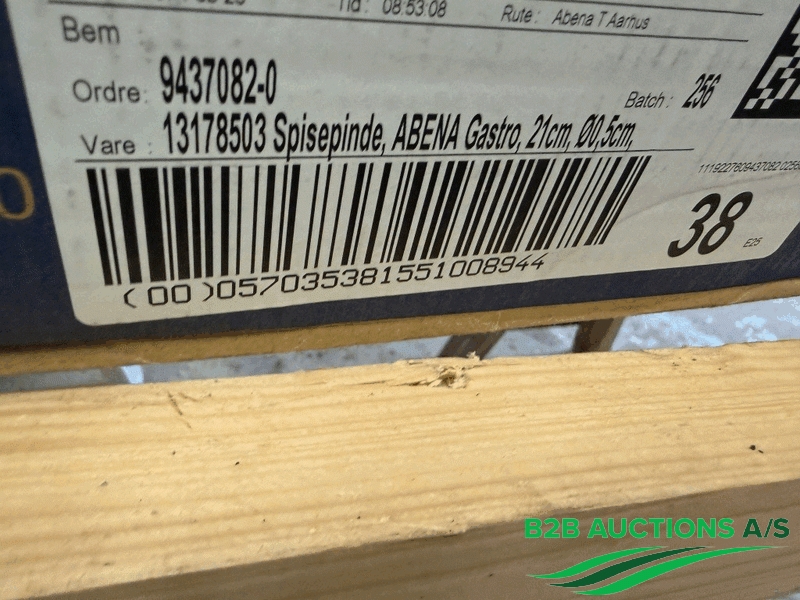 Tid : 08:53:08 Rute : Abena T Aarhus
Bem
Ordre: 9437082-0 Batch : 256
Vare : 13178503 Spisepinde, ABENA Gastro, 21cm, Ø0,5cm,
38
E25
(00)057035381551008944
B2B AUCTIONS A/S